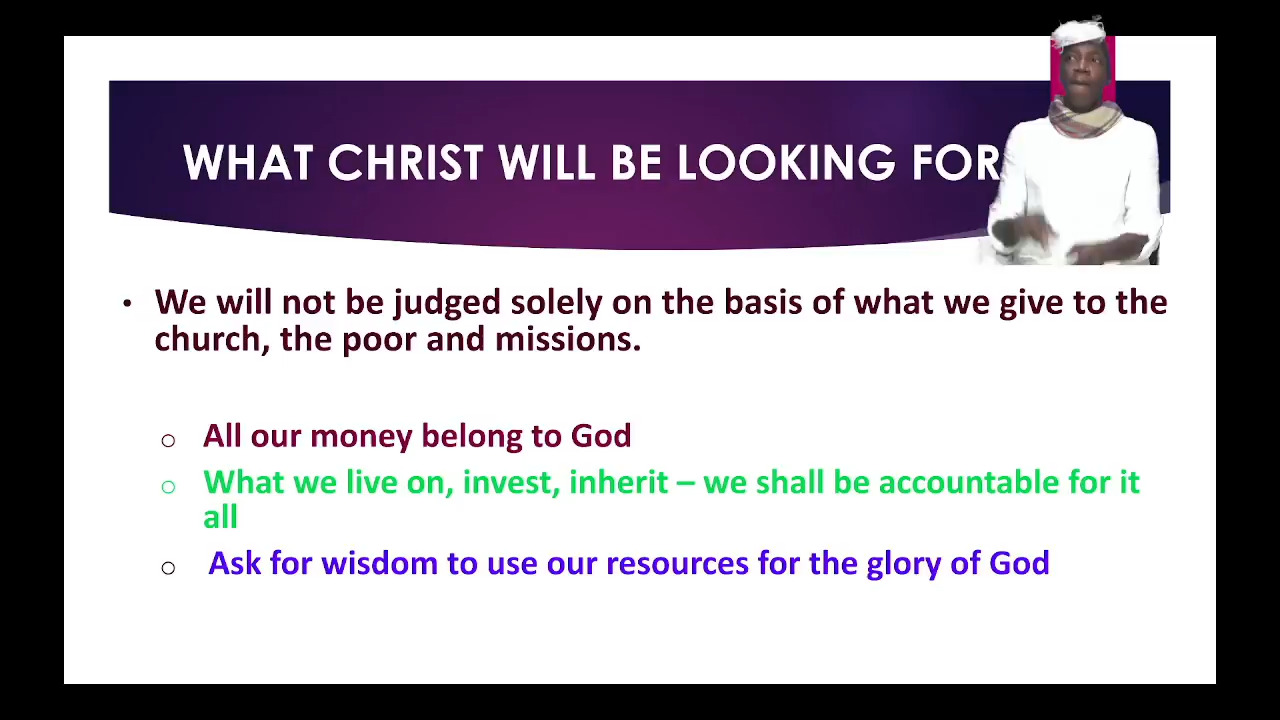 WHAT CHRIST WILL BE LOOKING FOR
• We will not be judged solely on the basis of what we give to the
church, the poor and missions.
o All our money belong to God
o What we live on, invest, inherit – we shall be accountable for it
all
o Ask for wisdom to use our resources for the glory of God